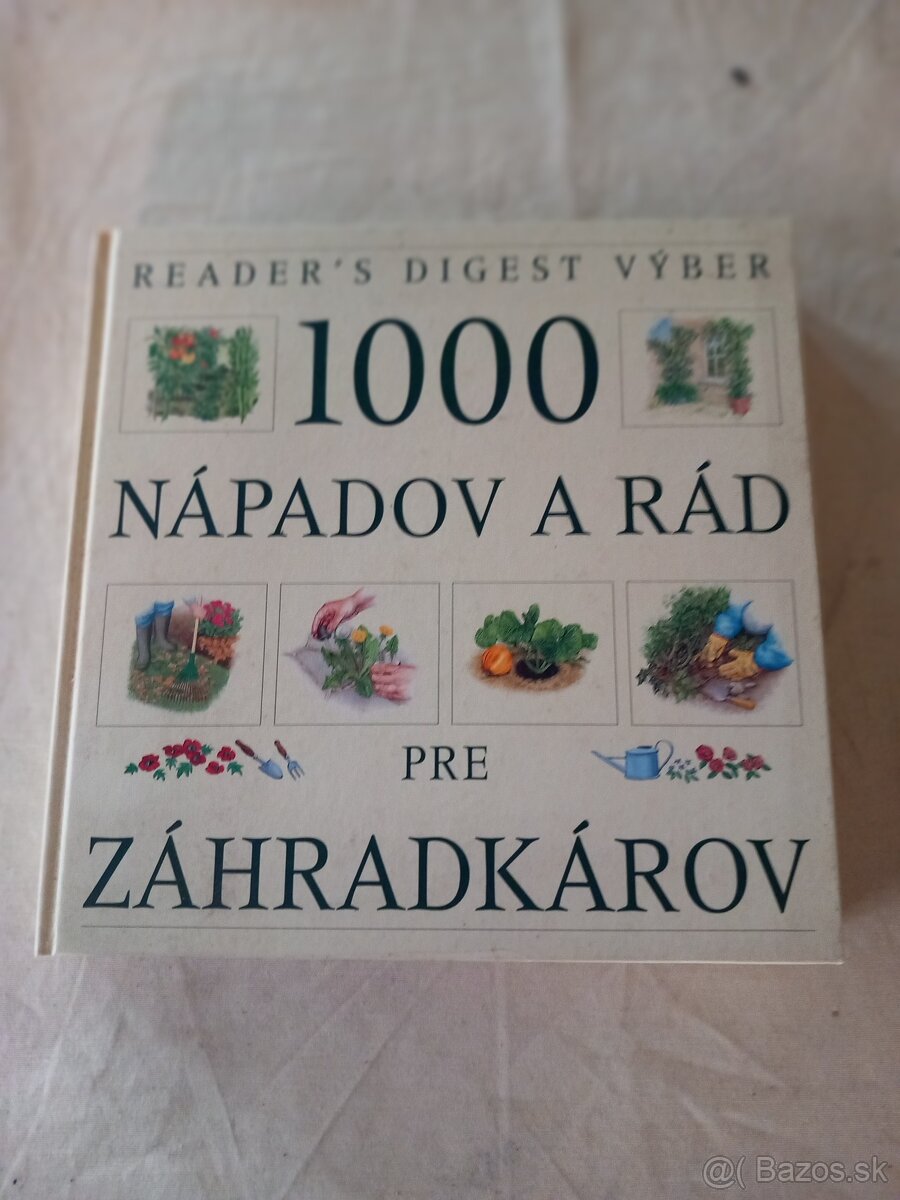 READER'S DIGEST VÝBER
1000
NÁPADOV A RÁD
PRE
ZÁHRADKÁROV
@( Bazos.sk